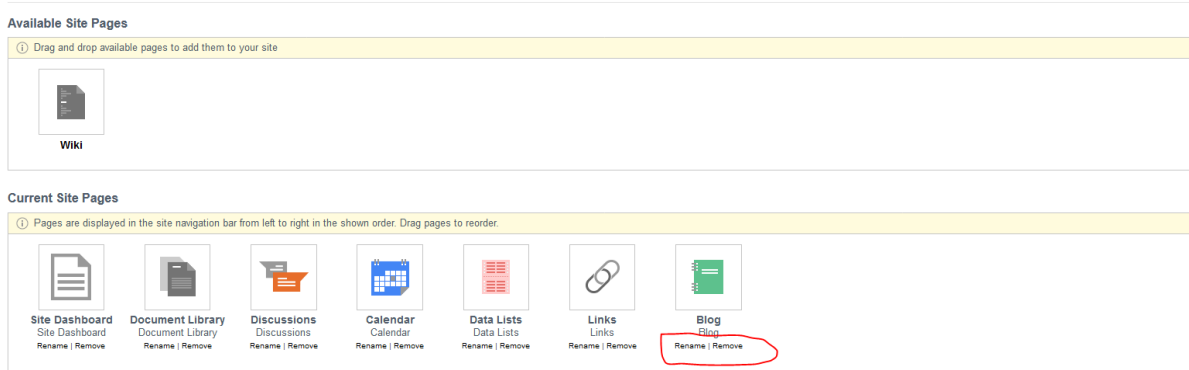 Available Site Pages
Drag and drop available pages to add them to your site
Wiki
Current Site Pages
Pages are displayed in the site navigation bar from left to right in the shown order. Drag pages to reorder.
Site Dashboard Document Library Discussions Calendar Data Lists Links Blog
Site Dashboard Document Library Discussions Calendar Data Lists Links Blog
Rename | Remove Rename | Remove Rename | Remove Rename | Remove Rename | Remove Rename | Remove Rename | Remove